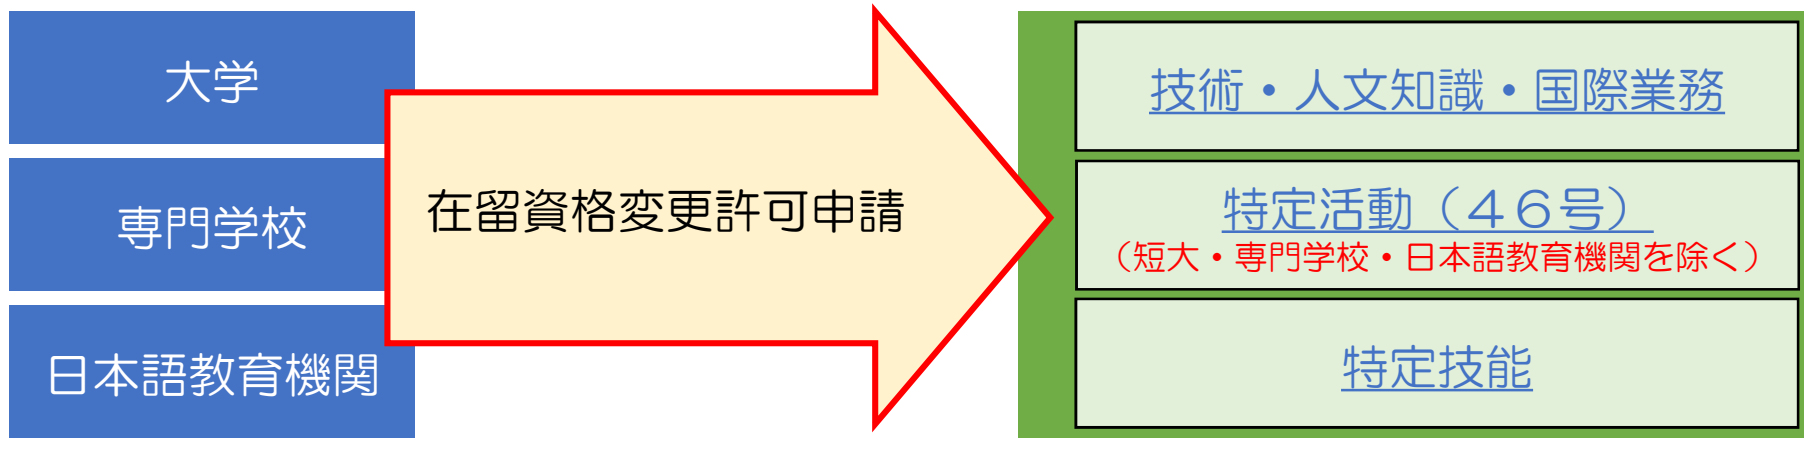 大学
専門学校
日本語教育機関
在留資格変更許可申請
技術・人文知識・国際業務
特定活動（４６号）
（短大・専門学校・日本語教育機関を除く）
特定技能